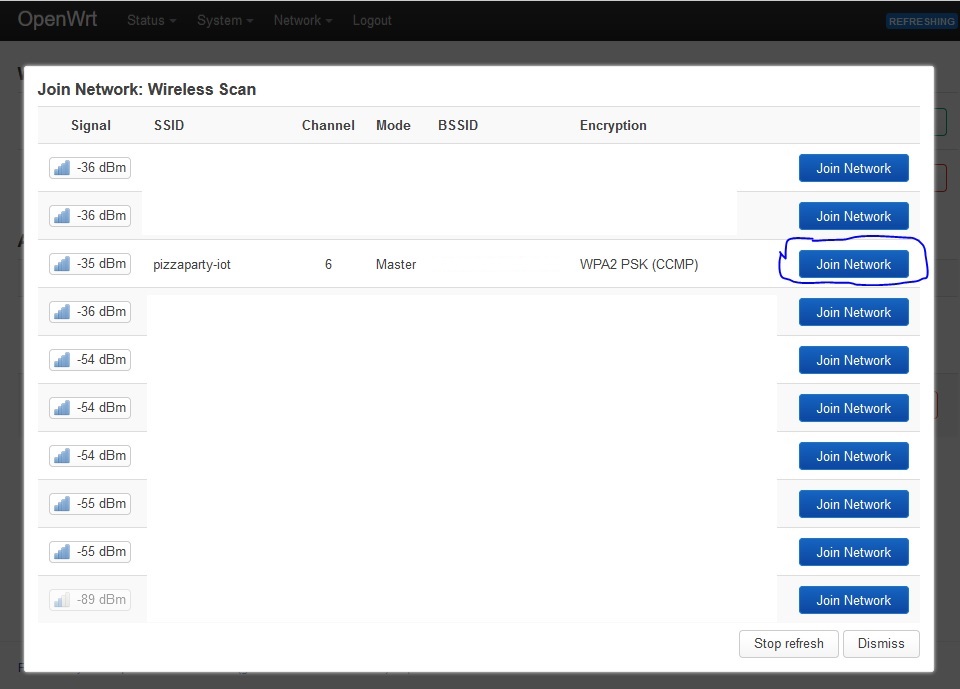 OpenWrt Status System Network Logout REFRESHING
Join Network: Wireless Scan
Signal SSID Channel Mode BSSID Encryption
-36 dBm Join Network
-36 dBm Join Network
-35 dBm pizzaparty-iot 6 Master WPA2 PSK (CCMP) Join Network
-36 dBm Join Network
-54 dBm Join Network
-54 dBm Join Network
-54 dBm Join Network
-55 dBm Join Network
-55 dBm Join Network
-89 dBm Join Network
Stop refresh Dismiss